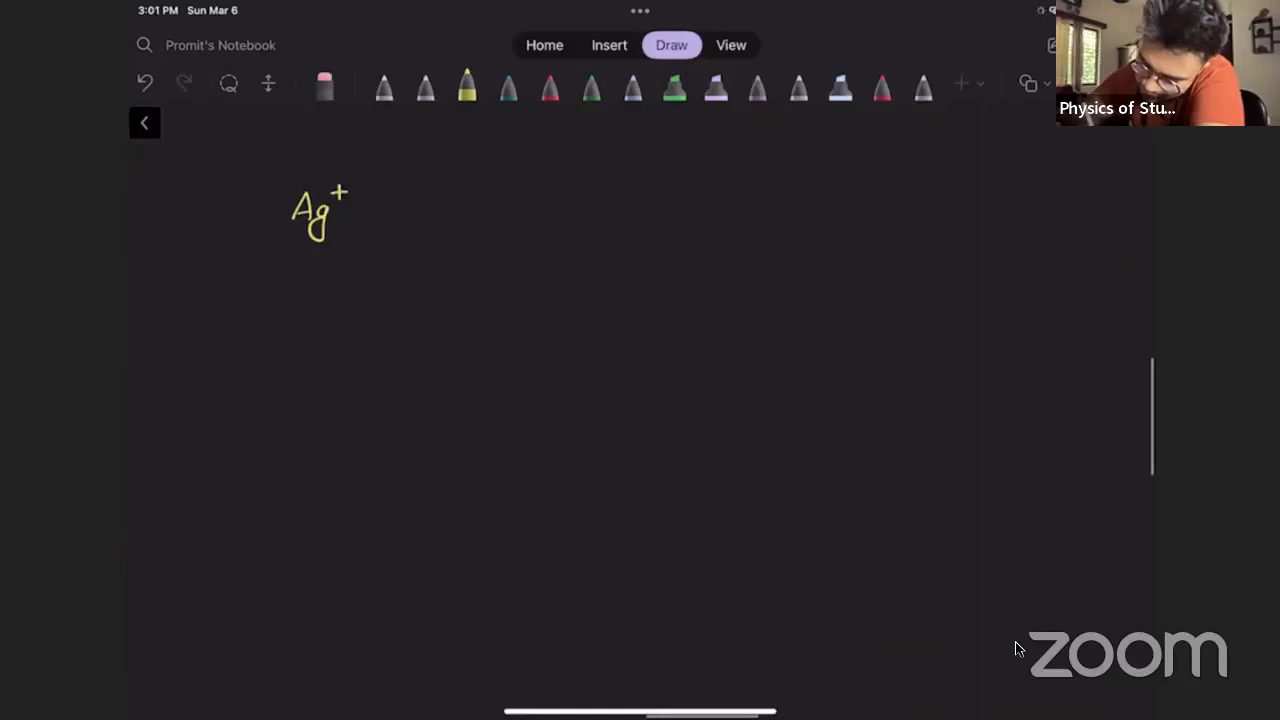 3:01 PM Sun Mar 6
Promit's Notebook
Home Insert Draw View
Physics of Stu...
Ag⁺
zoom